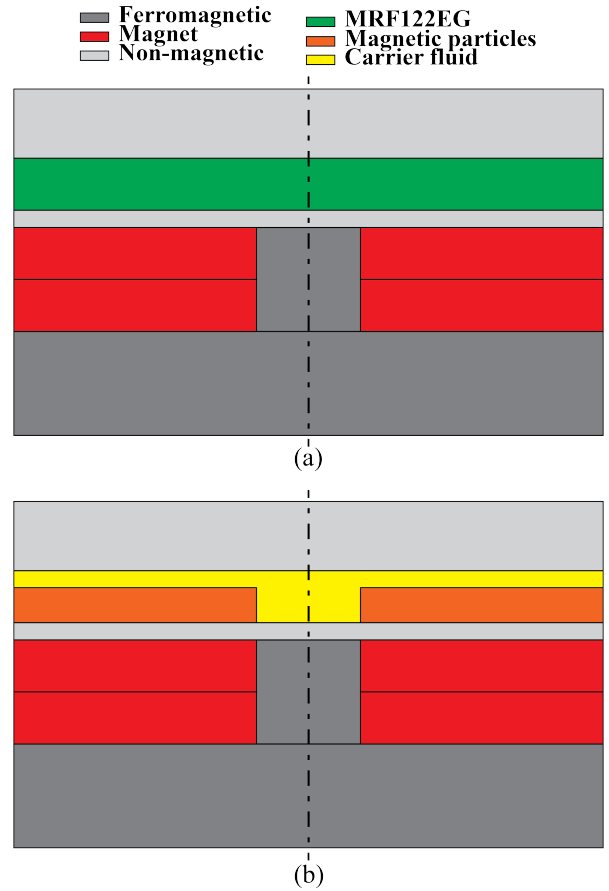 Ferromagnetic
Magnet
Non-magnetic
MRF122EG
Magnetic particles
Carrier fluid
(a)
(b)